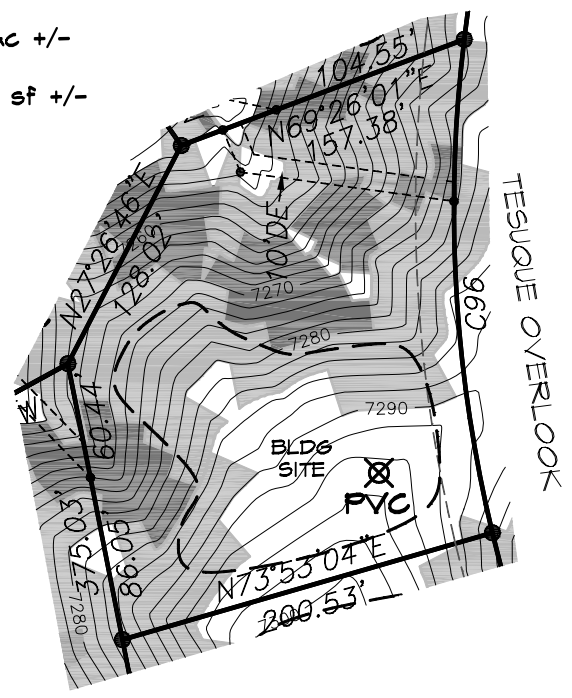 ac +/-
sf +/-
104.55'
N69°26'01"E
157.38'
N27°26'46"E
128.02'
10' DE
7270
7280
7290
TESUQUE OVERLOOK
C96
60.44'
BLDG
SITE
PVC
375.03'
86.05'
7280
N73°53'04"E
200.53'